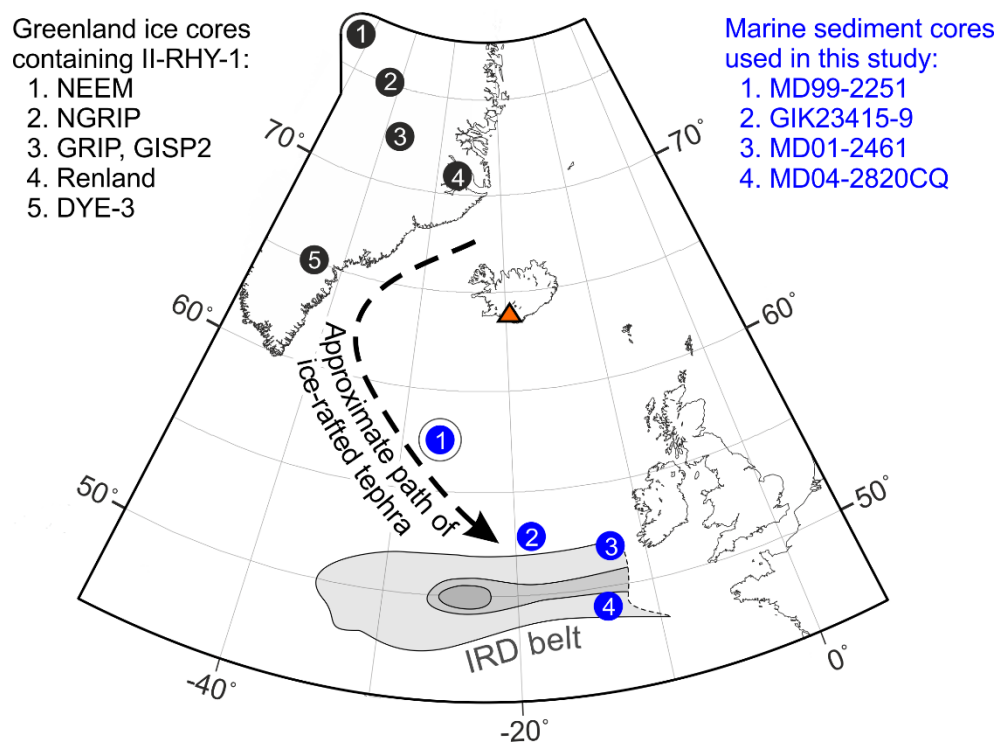 Greenland ice cores
containing II-RHY-1:
1. NEEM
2. NGRIP
3. GRIP, GISP2
4. Renland
5. DYE-3
Marine sediment cores
used in this study:
1. MD99-2251
2. GIK23415-9
3. MD01-2461
4. MD04-2820CQ
1
2
3
4
5
70°
70°
60°
60°
50°
50°
Approximate path of
ice-rafted tephra
1
2
3
4
IRD belt
-40°
-20°
0°